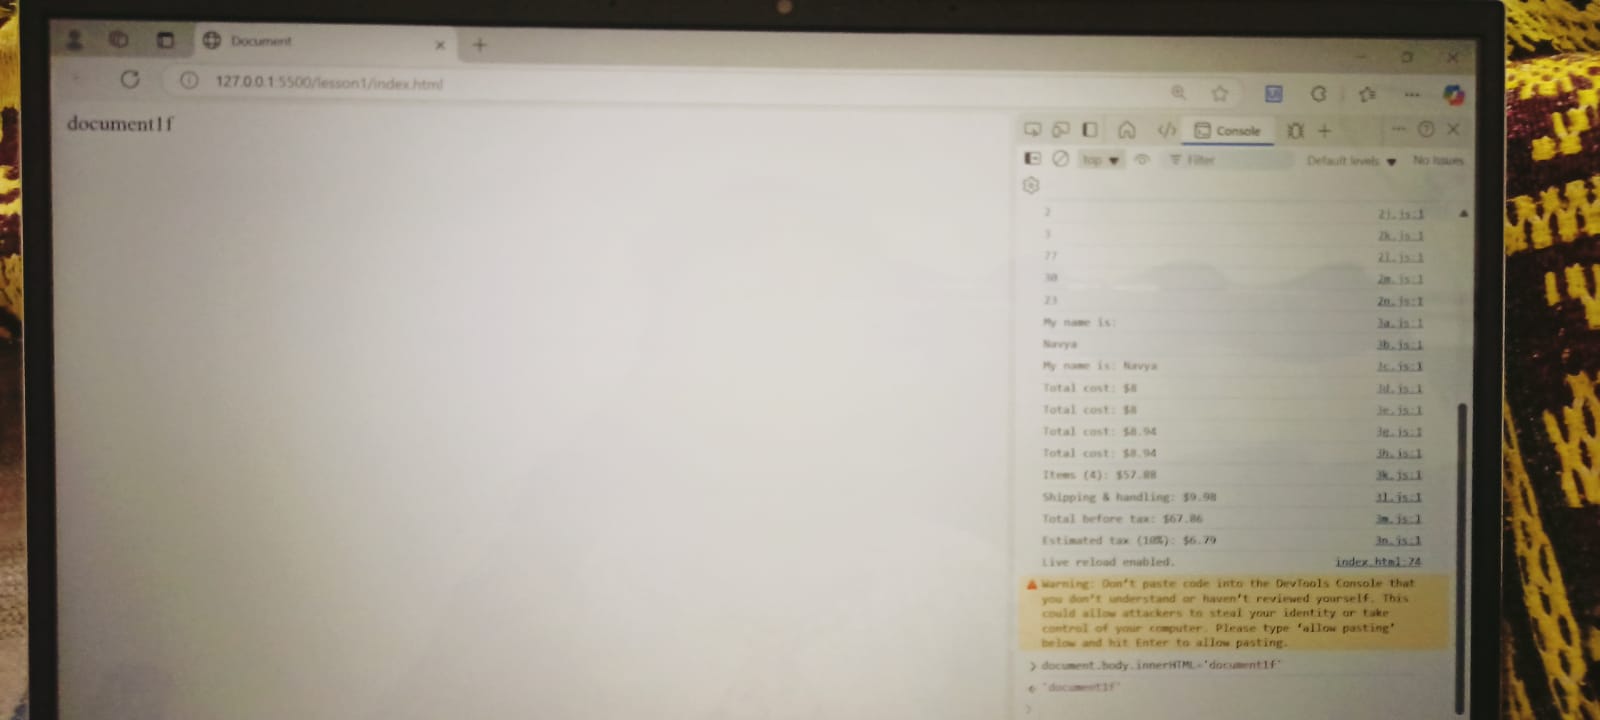 Document
127.0.0.1:5500/lesson1/index.html
document1f
Console
top
Filter
Default levels
No Issues
2 2j.js:1
3 2k.js:1
77 2l.js:1
30 2m.js:1
23 2n.js:1
My name is: 3a.js:1
Navya 3b.js:1
My name is: Navya 3c.js:1
Total cost: $8 3d.js:1
Total cost: $8 3e.js:1
Total cost: $8.94 3g.js:1
Total cost: $8.94 3h.js:1
Items (4): $57.88 3k.js:1
Shipping & handling: $9.98 3l.js:1
Total before tax: $67.86 3m.js:1
Estimated tax (10%): $6.79 3n.js:1
Live reload enabled. index.html:74
Warning: Don't paste code into the DevTools Console that
you don't understand or haven't reviewed yourself. This
could allow attackers to steal your identity or take
control of your computer. Please type 'allow pasting'
below and hit Enter to allow pasting.
document.body.innerHTML='document1f'
'document1f'